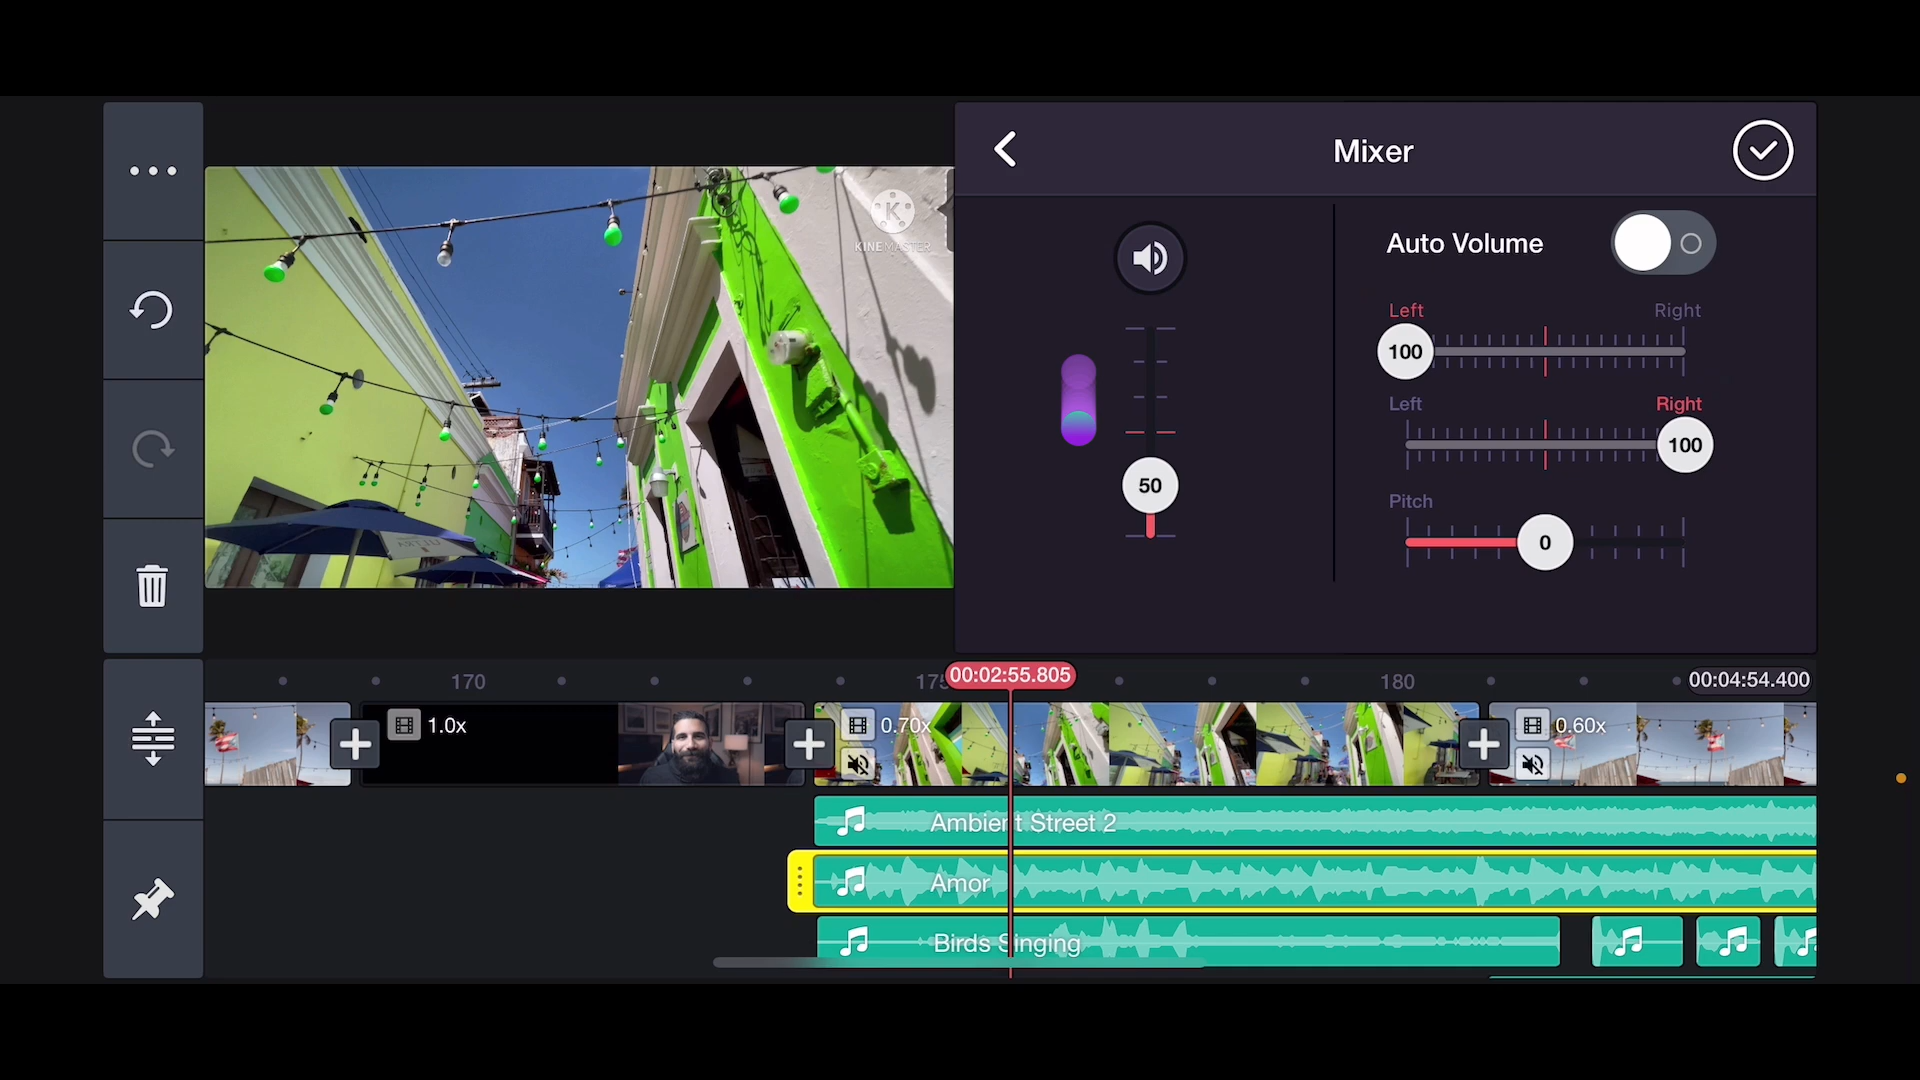 Mixer
KINEMASTER
Auto Volume
Left Right
100
Left Right
100
50
Pitch
0
170
175
00:02:55.805
180
00:04:54.400
1.0x
0.70x
0.60x
Ambient Street 2
Amor
Birds Singing